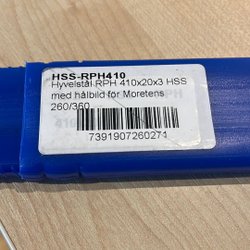 HSS-RPH410
Hyvelstål RPH 410x20x3 HSS
med hålbild för Moretens
260/360
7391907260271